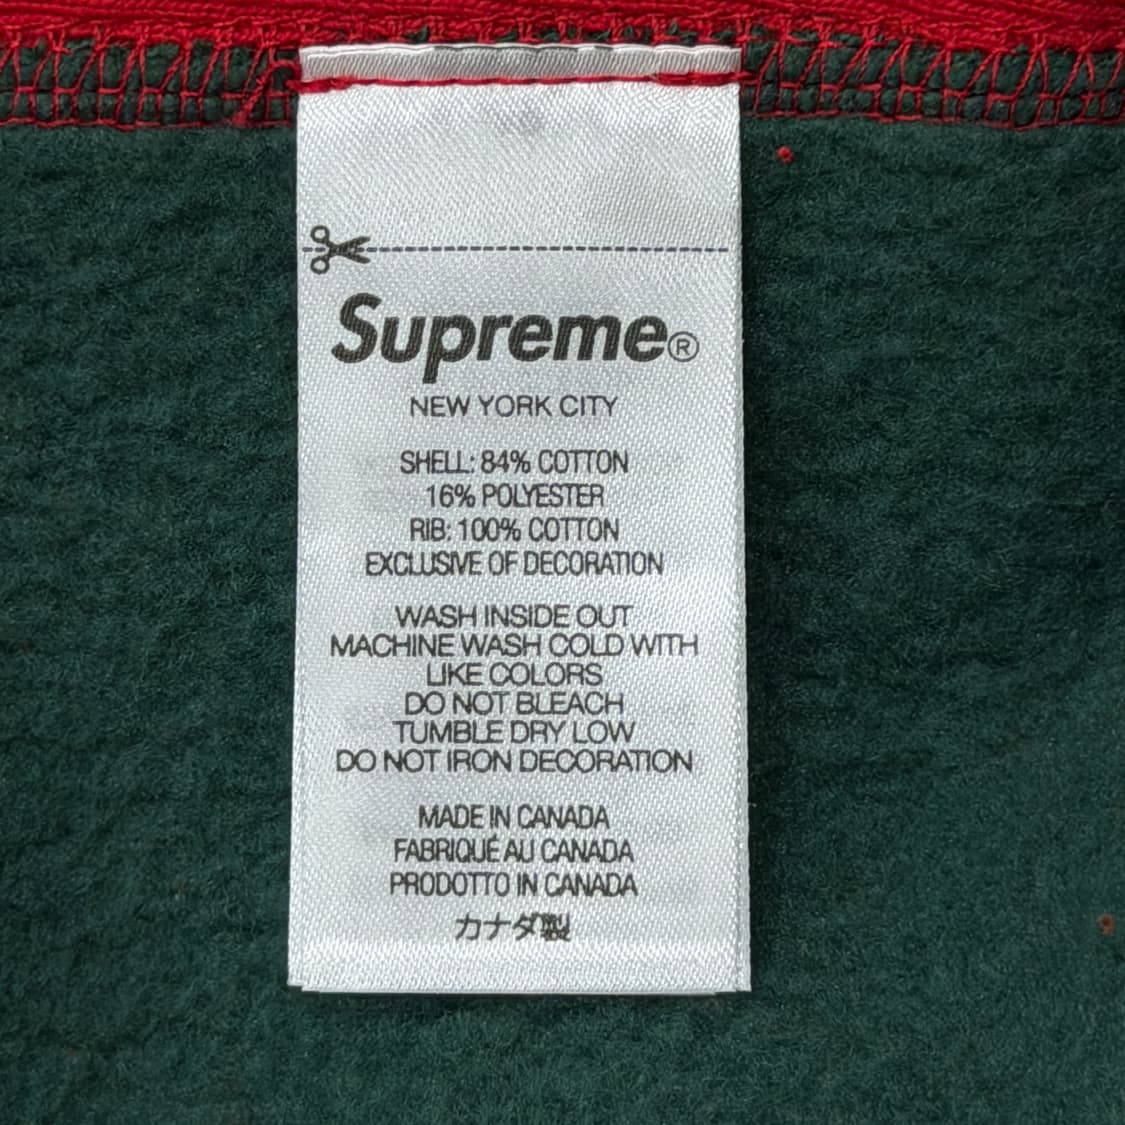 Supreme®
NEW YORK CITY
SHELL: 84% COTTON
16% POLYESTER
RIB: 100% COTTON
EXCLUSIVE OF DECORATION
WASH INSIDE OUT
MACHINE WASH COLD WITH
LIKE COLORS
DO NOT BLEACH
TUMBLE DRY LOW
DO NOT IRON DECORATION
MADE IN CANADA
FABRIQUÉ AU CANADA
PRODOTTO IN CANADA
カナダ